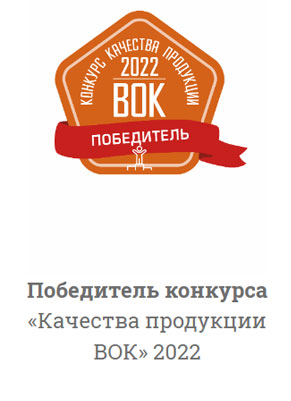 КОНКУРС КАЧЕСТВА ПРОДУКЦИИ
2022
ВОК
ПОБЕДИТЕЛЬ
Победитель конкурса
«Качества продукции
ВОК» 2022